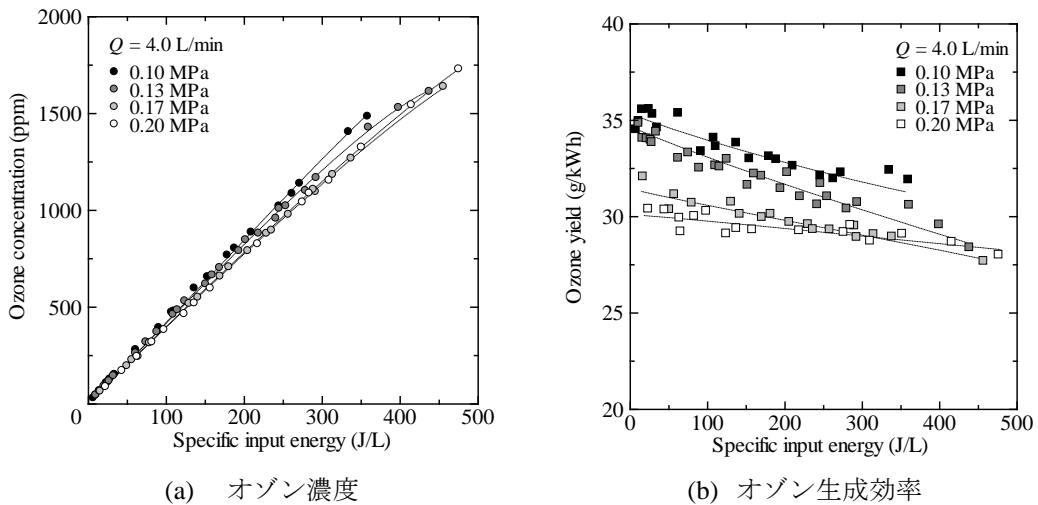 2000
1500
1000
500
0
Ozone concentration (ppm)
Q = 4.0 L/min
0.10 MPa
0.13 MPa
0.17 MPa
0.20 MPa
100 200 300 400 500
Specific input energy (J/L)
(a) オゾン濃度
40
35
30
25
20
Ozone yield (g/kWh)
Q = 4.0 L/min
0.10 MPa
0.13 MPa
0.17 MPa
0.20 MPa
0 100 200 300 400 500
Specific input energy (J/L)
(b) オゾン生成効率